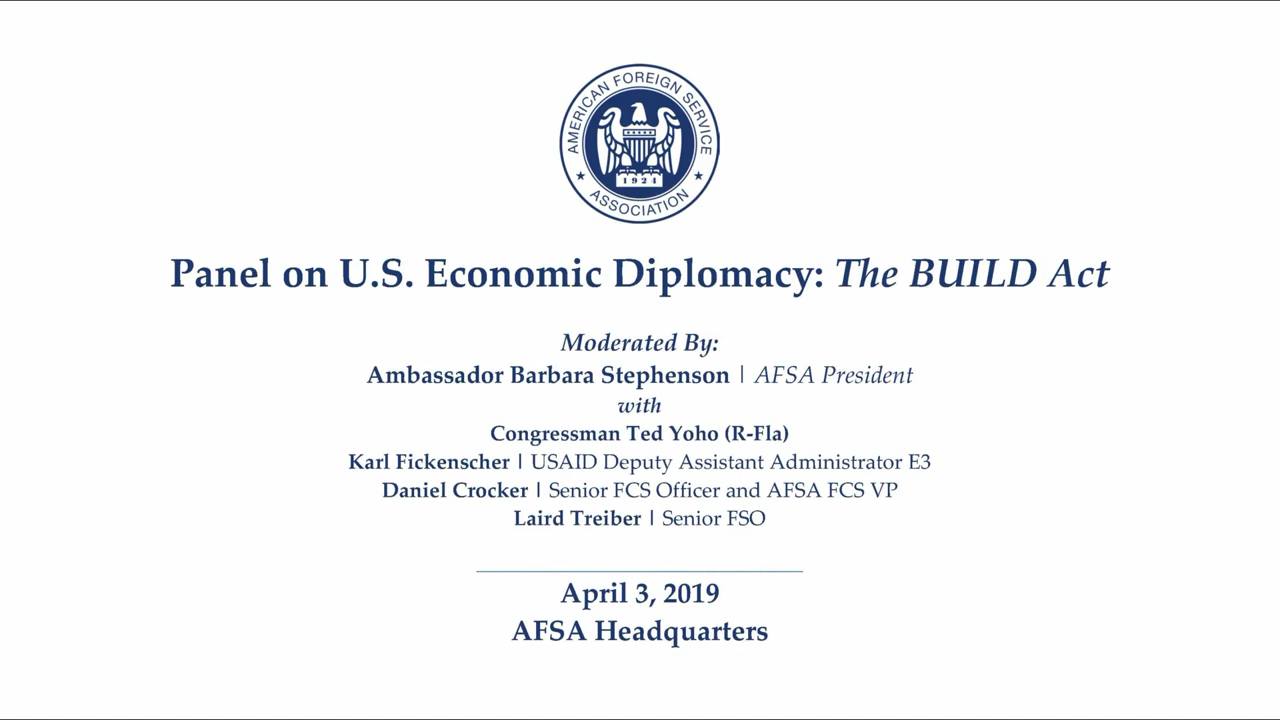 AMERICAN FOREIGN SERVICE
1924
ASSOCIATION
Panel on U.S. Economic Diplomacy: The BUILD Act
Moderated By:
Ambassador Barbara Stephenson | AFSA President
with
Congressman Ted Yoho (R-Fla)
Karl Fickenscher | USAID Deputy Assistant Administrator E3
Daniel Crocker | Senior FCS Officer and AFSA FCS VP
Laird Treiber | Senior FSO
April 3, 2019
AFSA Headquarters